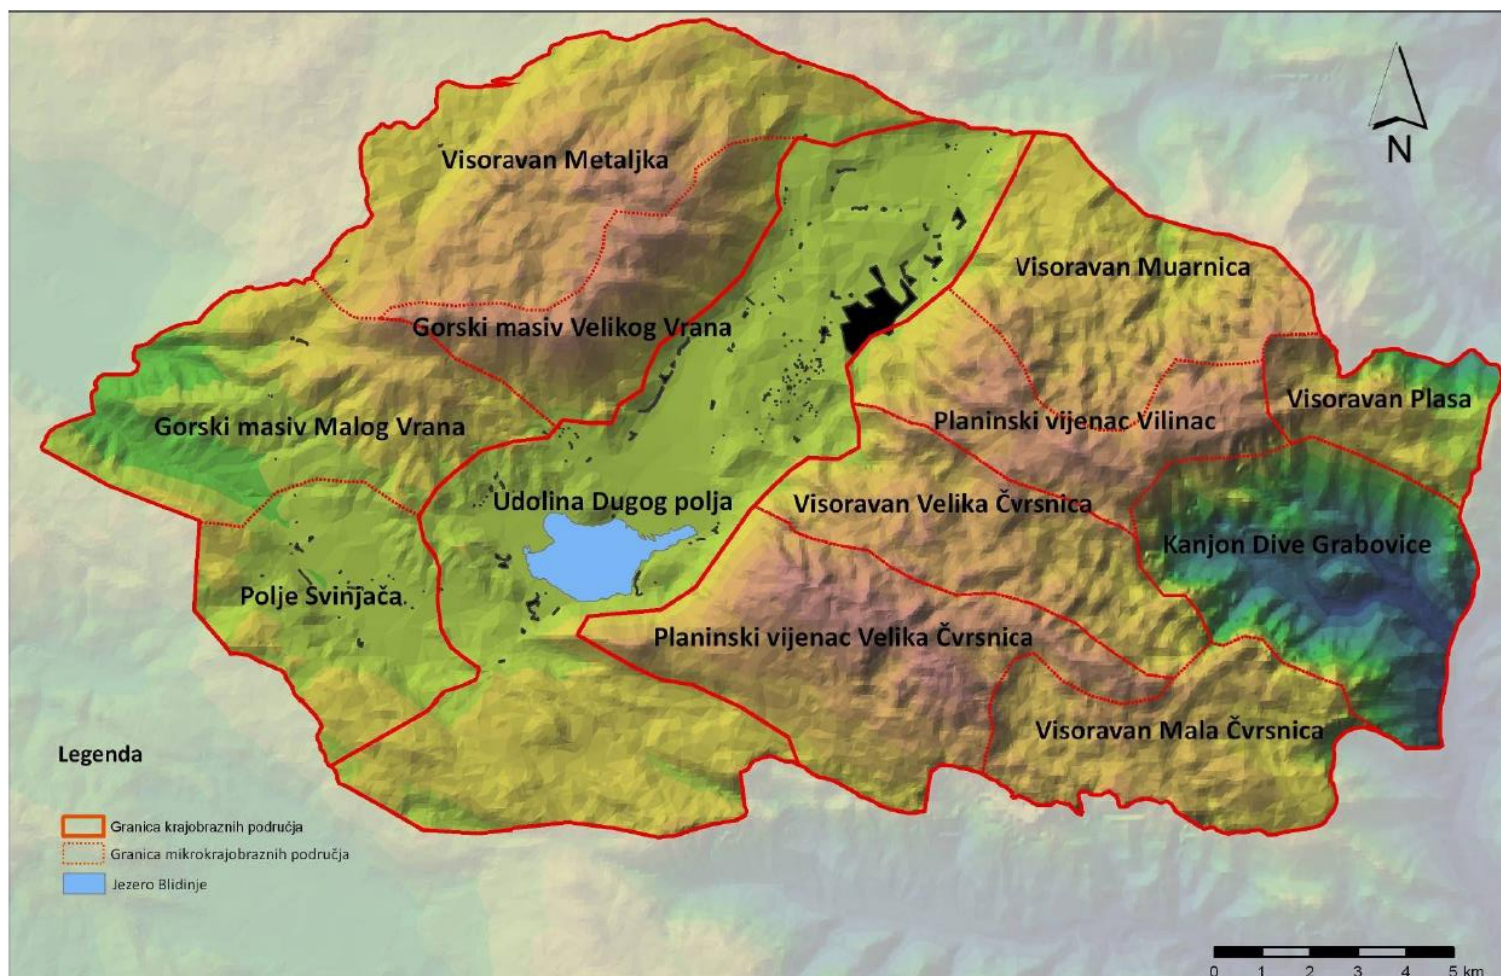 N
Visoravan Metaljka
Visoravan Muarnica
Gorski masiv Velikog Vrana
Visoravan Plasa
Planinski vijenac Vilinac
Gorski masiv Malog Vrana
Udolina Dugog polja
Visoravan Velika Čvrsnica
Kanjon Dive Grabovice
Polje Svinjača
Planinski vijenac Velika Čvrsnica
Visoravan Mala Čvrsnica
Legenda
Granica krajobraznih područja
Granica mikrokrajobraznih područja
Jezero Blidinje
0 1 2 3 4 5 km